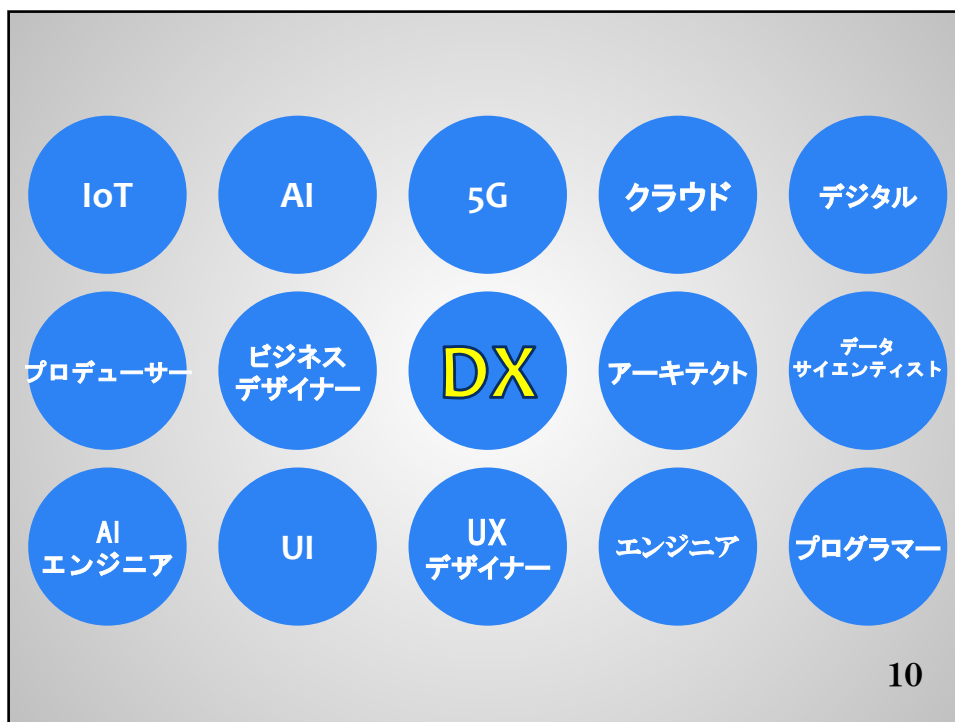 IoT
AI
5G
クラウド
デジタル
プロデューサー
ビジネス
デザイナー
DX
アーキテクト
データ
サイエンティスト
AI
エンジニア
UI
UX
デザイナー
エンジニア
プログラマー
10